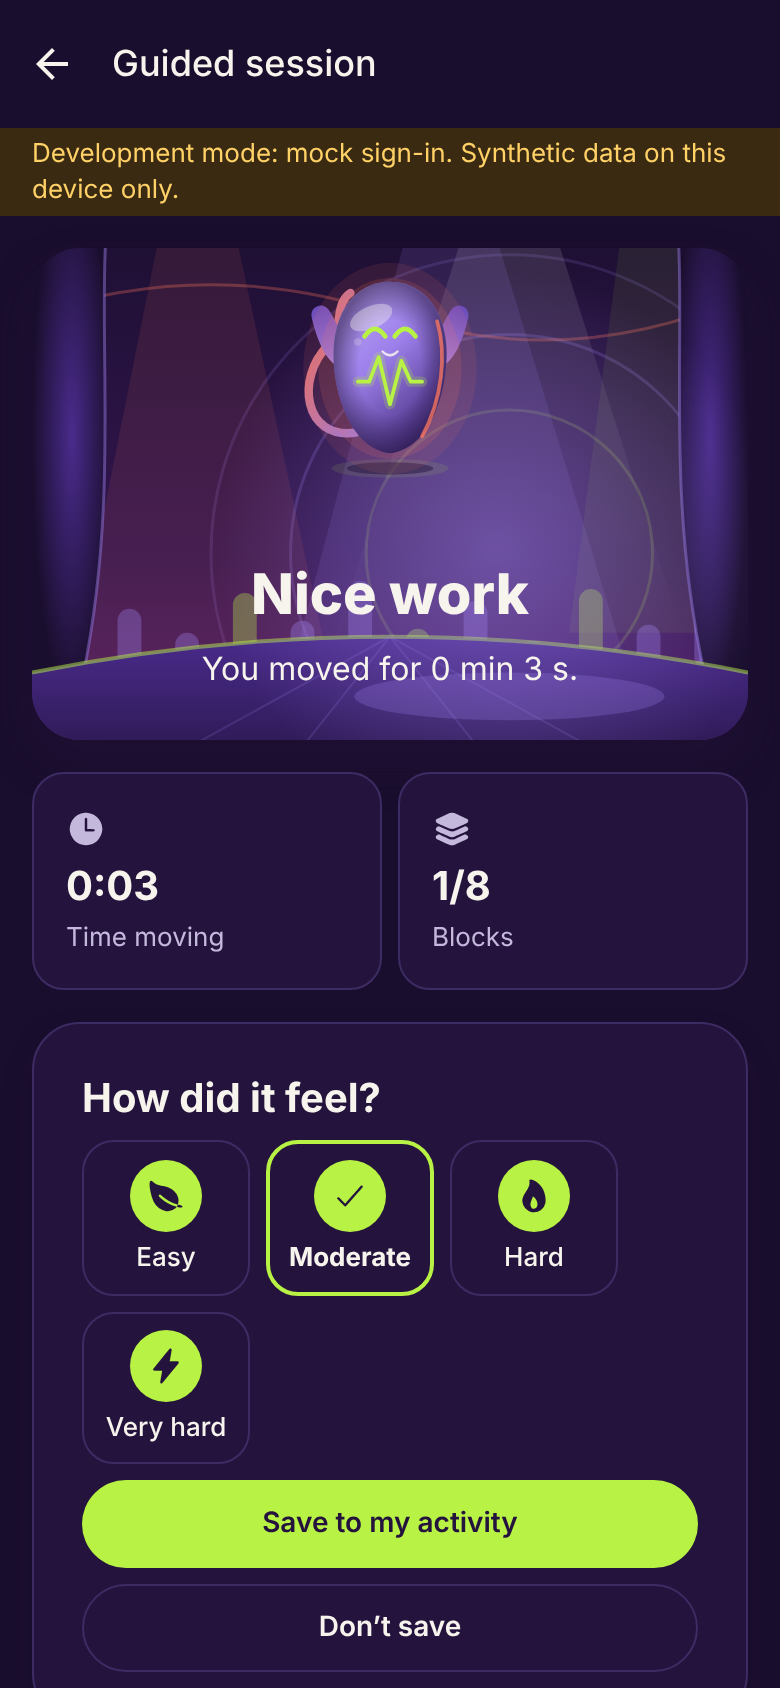 Guided session
Development mode: mock sign-in. Synthetic data on this
device only.
Nice work
You moved for 0 min 3 s.
0:03
Time moving
1/8
Blocks
How did it feel?
Easy
Moderate
Hard
Very hard
Save to my activity
Don’t save